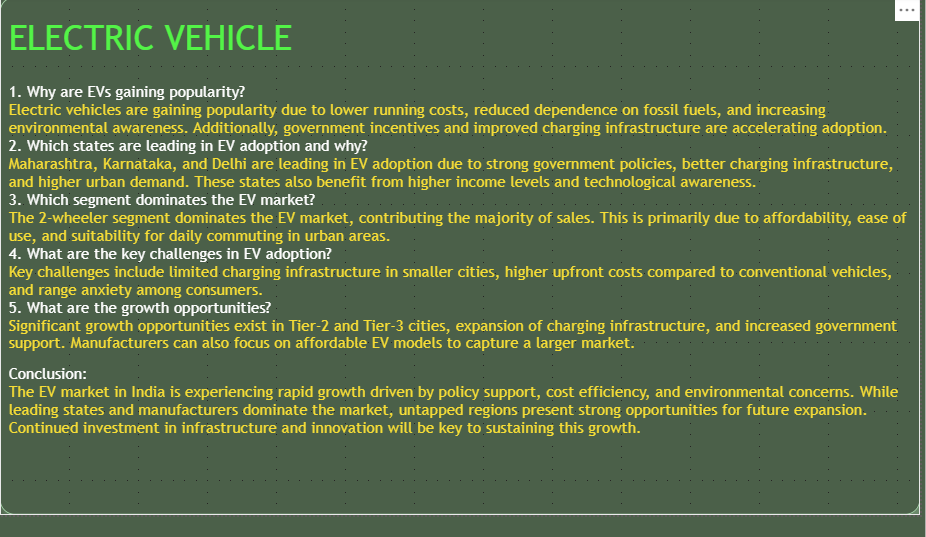 ELECTRIC VEHICLE
1. Why are EVs gaining popularity?
Electric vehicles are gaining popularity due to lower running costs, reduced dependence on fossil fuels, and increasing
environmental awareness. Additionally, government incentives and improved charging infrastructure are accelerating adoption.
2. Which states are leading in EV adoption and why?
Maharashtra, Karnataka, and Delhi are leading in EV adoption due to strong government policies, better charging infrastructure,
and higher urban demand. These states also benefit from higher income levels and technological awareness.
3. Which segment dominates the EV market?
The 2-wheeler segment dominates the EV market, contributing the majority of sales. This is primarily due to affordability, ease of
use, and suitability for daily commuting in urban areas.
4. What are the key challenges in EV adoption?
Key challenges include limited charging infrastructure in smaller cities, higher upfront costs compared to conventional vehicles,
and range anxiety among consumers.
5. What are the growth opportunities?
Significant growth opportunities exist in Tier-2 and Tier-3 cities, expansion of charging infrastructure, and increased government
support. Manufacturers can also focus on affordable EV models to capture a larger market.
Conclusion:
The EV market in India is experiencing rapid growth driven by policy support, cost efficiency, and environmental concerns. While
leading states and manufacturers dominate the market, untapped regions present strong opportunities for future expansion.
Continued investment in infrastructure and innovation will be key to sustaining this growth.